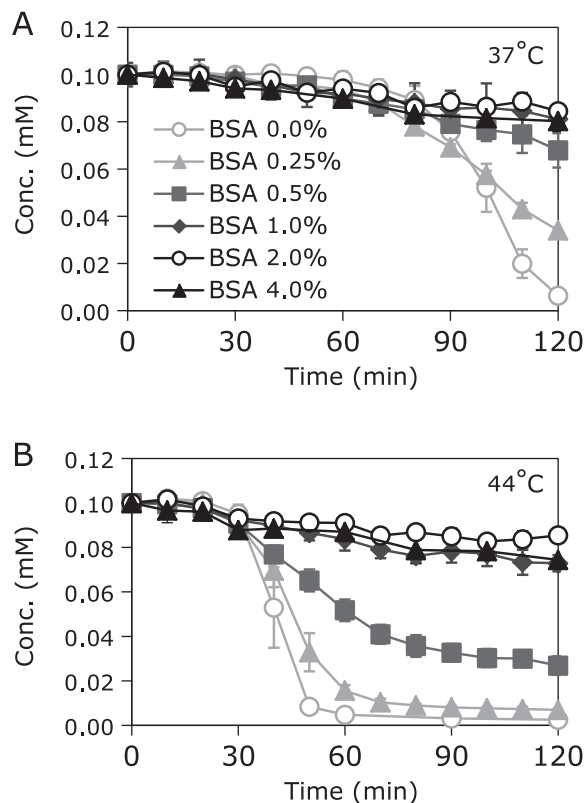 A
37°C
0.12
0.10
0.08
0.06
0.04
0.02
0.00
Conc. (mM)
BSA 0.0%
BSA 0.25%
BSA 0.5%
BSA 1.0%
BSA 2.0%
BSA 4.0%
0 30 60 90 120
Time (min)
B
44°C
0.12
0.10
0.08
0.06
0.04
0.02
0.00
Conc. (mM)
0 30 60 90 120
Time (min)